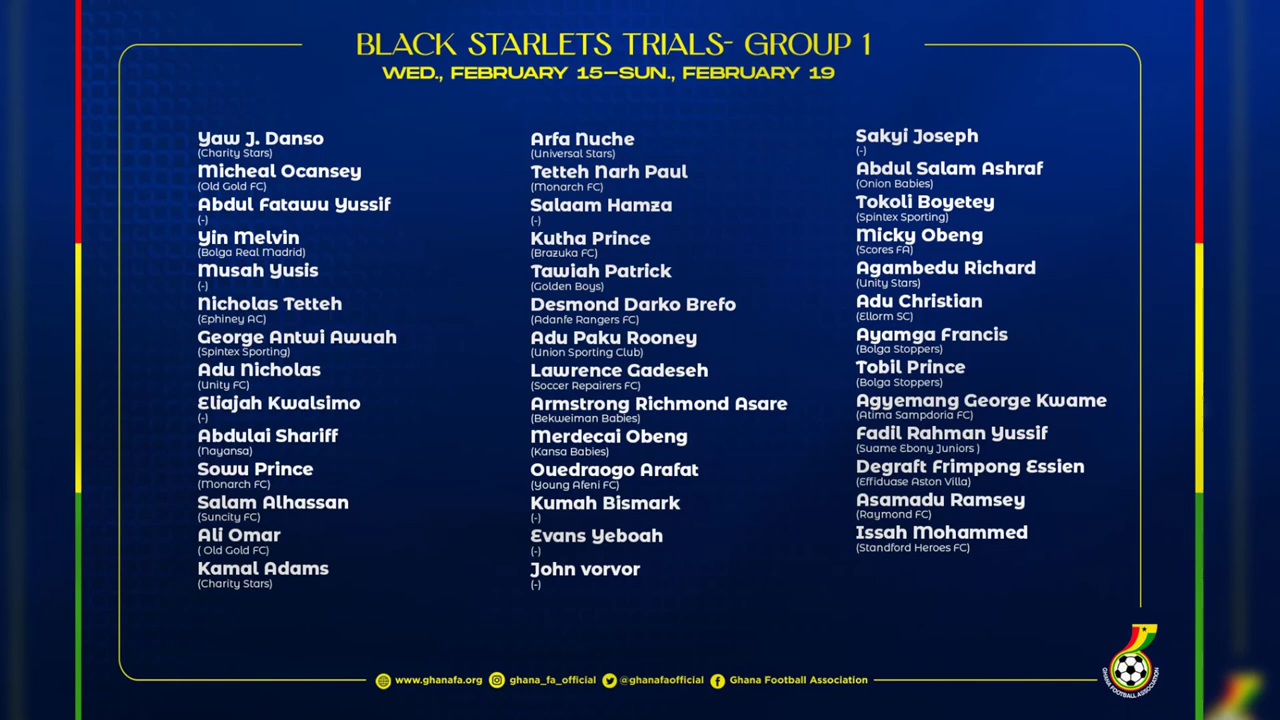 BLACK STARLETS TRIALS- GROUP 1
WED., FEBRUARY 15-SUN., FEBRUARY 19
Yaw J. Danso
(Charity Stars)
Micheal Ocansey
(Old Gold FC)
Abdul Fatawu Yussif
(-)
Yin Melvin
(Bolga Real Madrid)
Musah Yusis
(-)
Nicholas Tetteh
(Ephiney AC)
George Antwi Awuah
(Spintex Sporting)
Adu Nicholas
(Unity FC)
Eliajah Kwalsimo
(-)
Abdulai Shariff
(Nayansa)
Sowu Prince
(Monarch FC)
Salam Alhassan
(Suncity FC)
Ali Omar
( Old Gold FC)
Kamal Adams
(Charity Stars)
Arfa Nuche
(Universal Stars)
Tetteh Narh Paul
(Monarch FC)
Salaam Hamza
(-)
Kutha Prince
(Brazuka FC)
Tawiah Patrick
(Golden Boys)
Desmond Darko Brefo
(Adanfe Rangers FC)
Adu Paku Rooney
(Union Sporting Club)
Lawrence Gadeseh
(Soccer Repairers FC)
Armstrong Richmond Asare
(Bekweiman Babies)
Merdecai Obeng
(Kansa Babies)
Ouedraogo Arafat
(Young Afeni FC)
Kumah Bismark
(-)
Evans Yeboah
(-)
John vorvor
(-)
Sakyi Joseph
(-)
Abdul Salam Ashraf
(Onion Babies)
Tokoli Boyetey
(Spintex Sporting)
Micky Obeng
(Scores FA)
Agambedu Richard
(Unity Stars)
Adu Christian
(Ellorm SC)
Ayamga Francis
(Bolga Stoppers)
Tobil Prince
(Bolga Stoppers)
Agyemang George Kwame
(Atima Sampdoria FC)
Fadil Rahman Yussif
(Suame Ebony Juniors )
Degraft Frimpong Essien
(Effiduase Aston Villa)
Asamadu Ramsey
(Raymond FC)
Issah Mohammed
(Standford Heroes FC)
www.ghanafa.org ghana_fa_official @ghanafaofficial Ghana Football Association
GHANA FOOTBALL ASSOCIATION